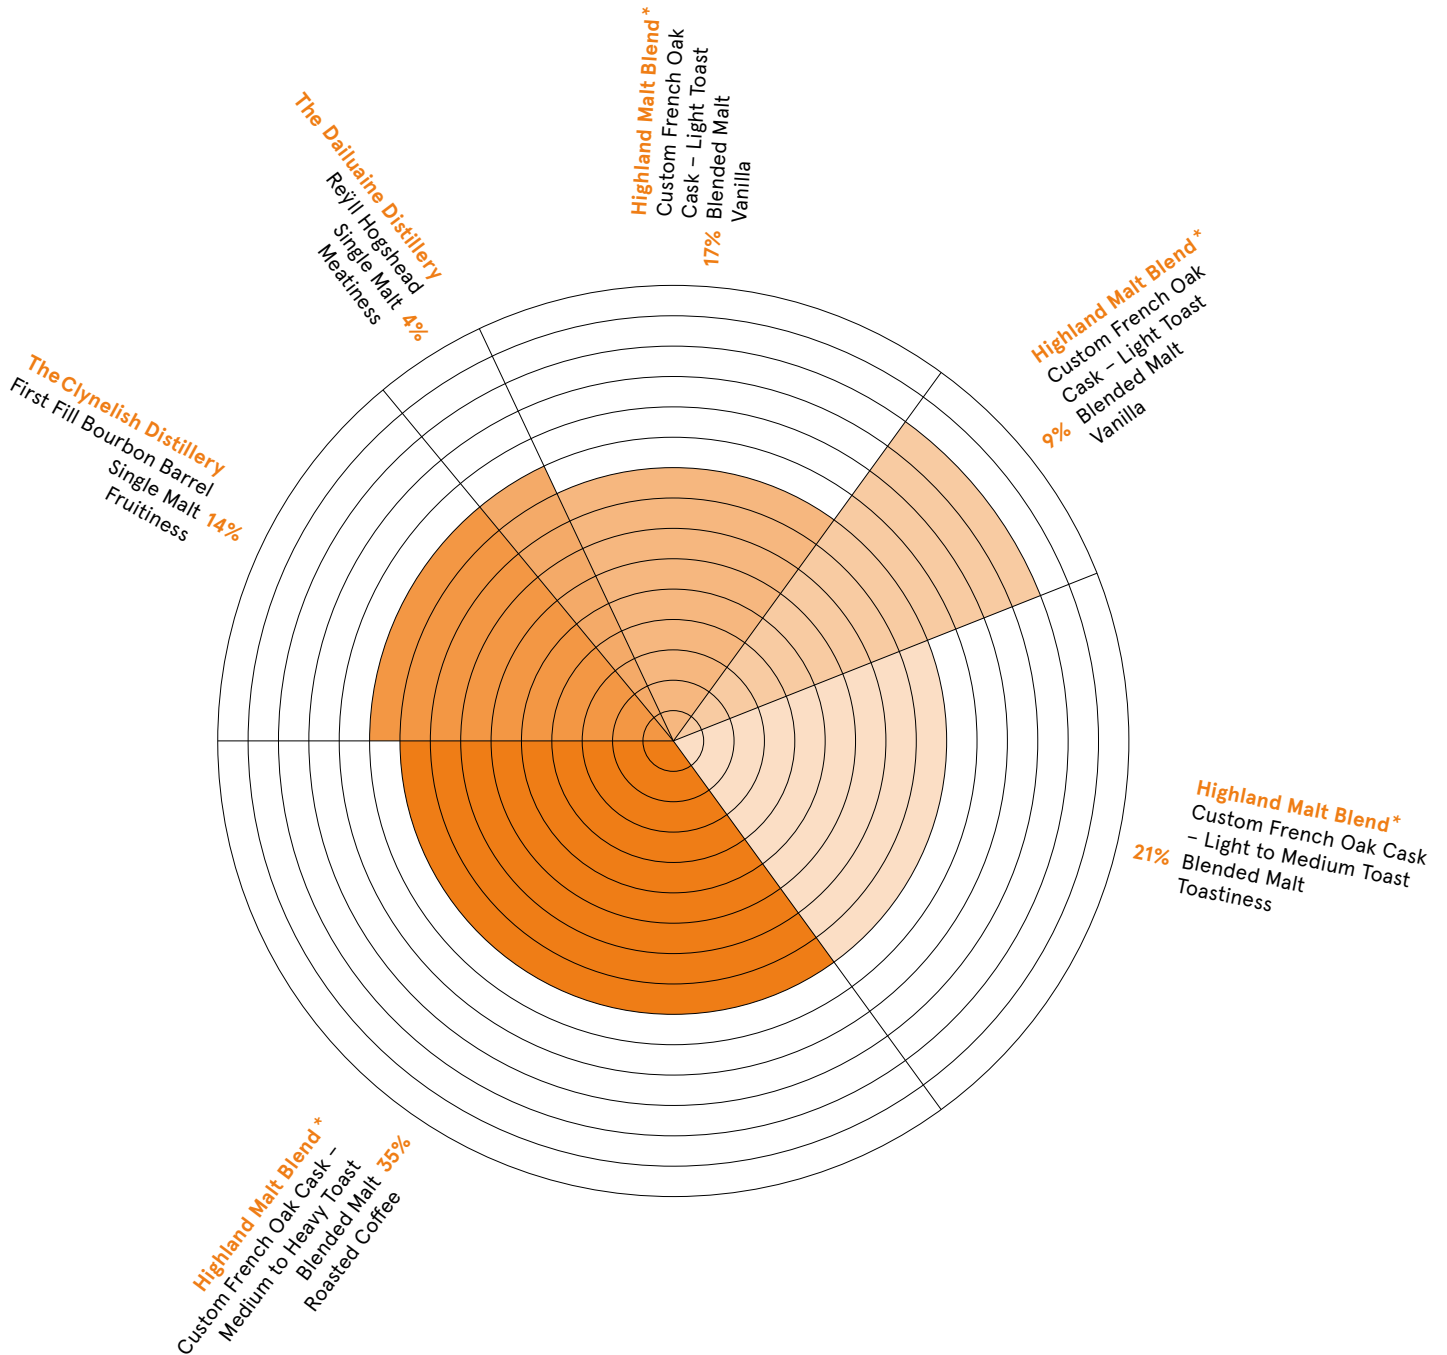 Highland Malt Blend*
Custom French Oak
Cask – Light Toast
Blended Malt
Vanilla
17%
Highland Malt Blend*
Custom French Oak
Cask – Light Toast
Blended Malt
Vanilla
9%
Highland Malt Blend*
Custom French Oak Cask
– Light to Medium Toast
Blended Malt
Toastiness
21%
Highland Malt Blend*
Custom French Oak Cask –
Medium to Heavy Toast
Blended Malt
Roasted Coffee
35%
The Clynelish Distillery
First Fill Bourbon Barrel
Single Malt
Fruitiness
14%
The Dailuaine Distillery
Reÿll Hogshead
Single Malt
Meatiness
4%